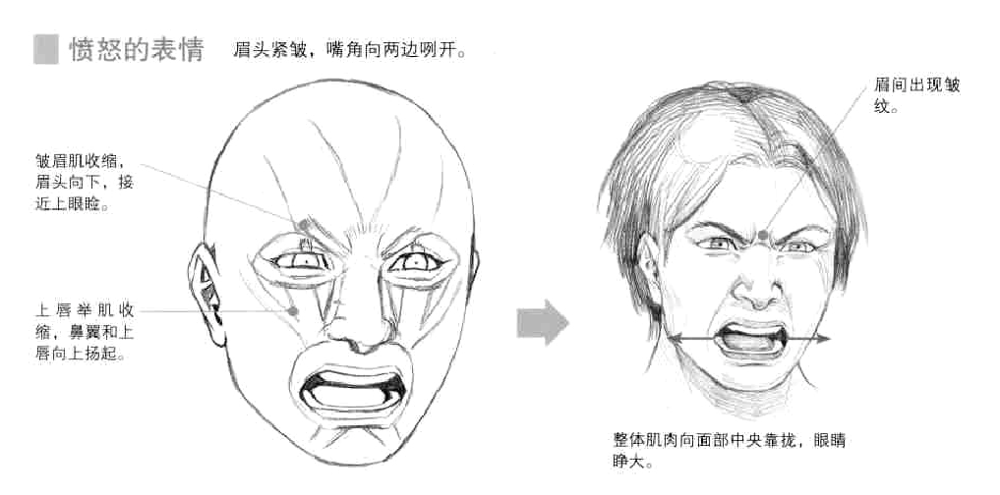 愤怒的表情
眉头紧皱，嘴角向两边咧开。
皱眉肌收缩，
眉头向下，接
近上眼睑。
上唇举肌收
缩，鼻翼和上
唇向上扬起。
眉间出现皱
纹。
整体肌肉向面部中央靠拢，眼睛
睁大。